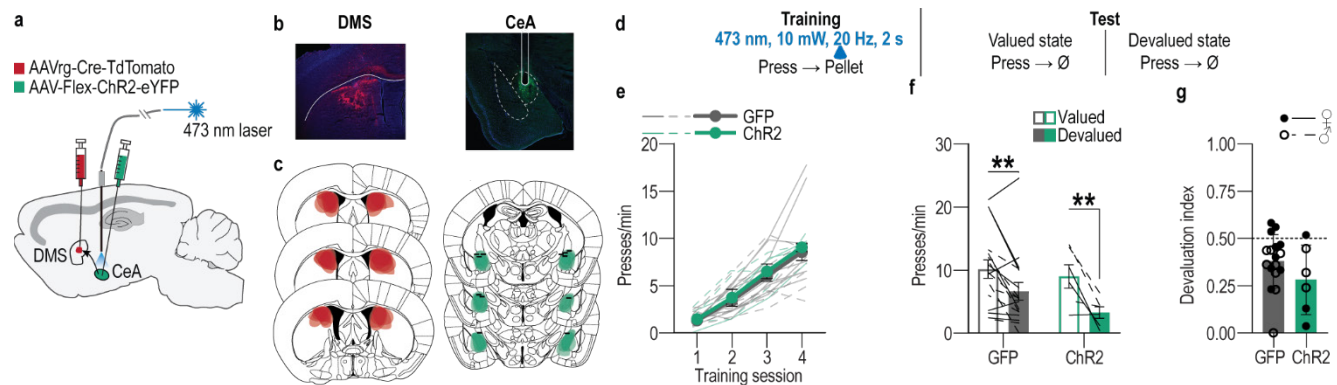 a
AAVrg-Cre-TdTomato
AAV-Flex-ChR2-eYFP
473 nm laser
DMS
CeA
b
DMS
CeA
c
d
Training
473 nm, 10 mW, 20 Hz, 2 s
Press → Pellet
Test
Valued state
Press → Ø
Devalued state
Press → Ø
e
GFP
ChR2
Presses/min
20
15
10
5
0
1 2 3 4
Training session
f
Valued
Devalued
Presses/min
30
20
10
0
**
**
GFP ChR2
g
♀
♂
Devaluation index
1.00
0.75
0.50
0.25
0.00
GFP ChR2